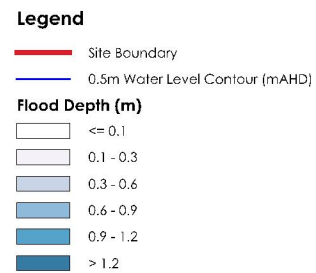 Legend
Site Boundary
0.5m Water Level Contour (mAHD)
Flood Depth (m)
<= 0.1
0.1 - 0.3
0.3 - 0.6
0.6 - 0.9
0.9 - 1.2
> 1.2